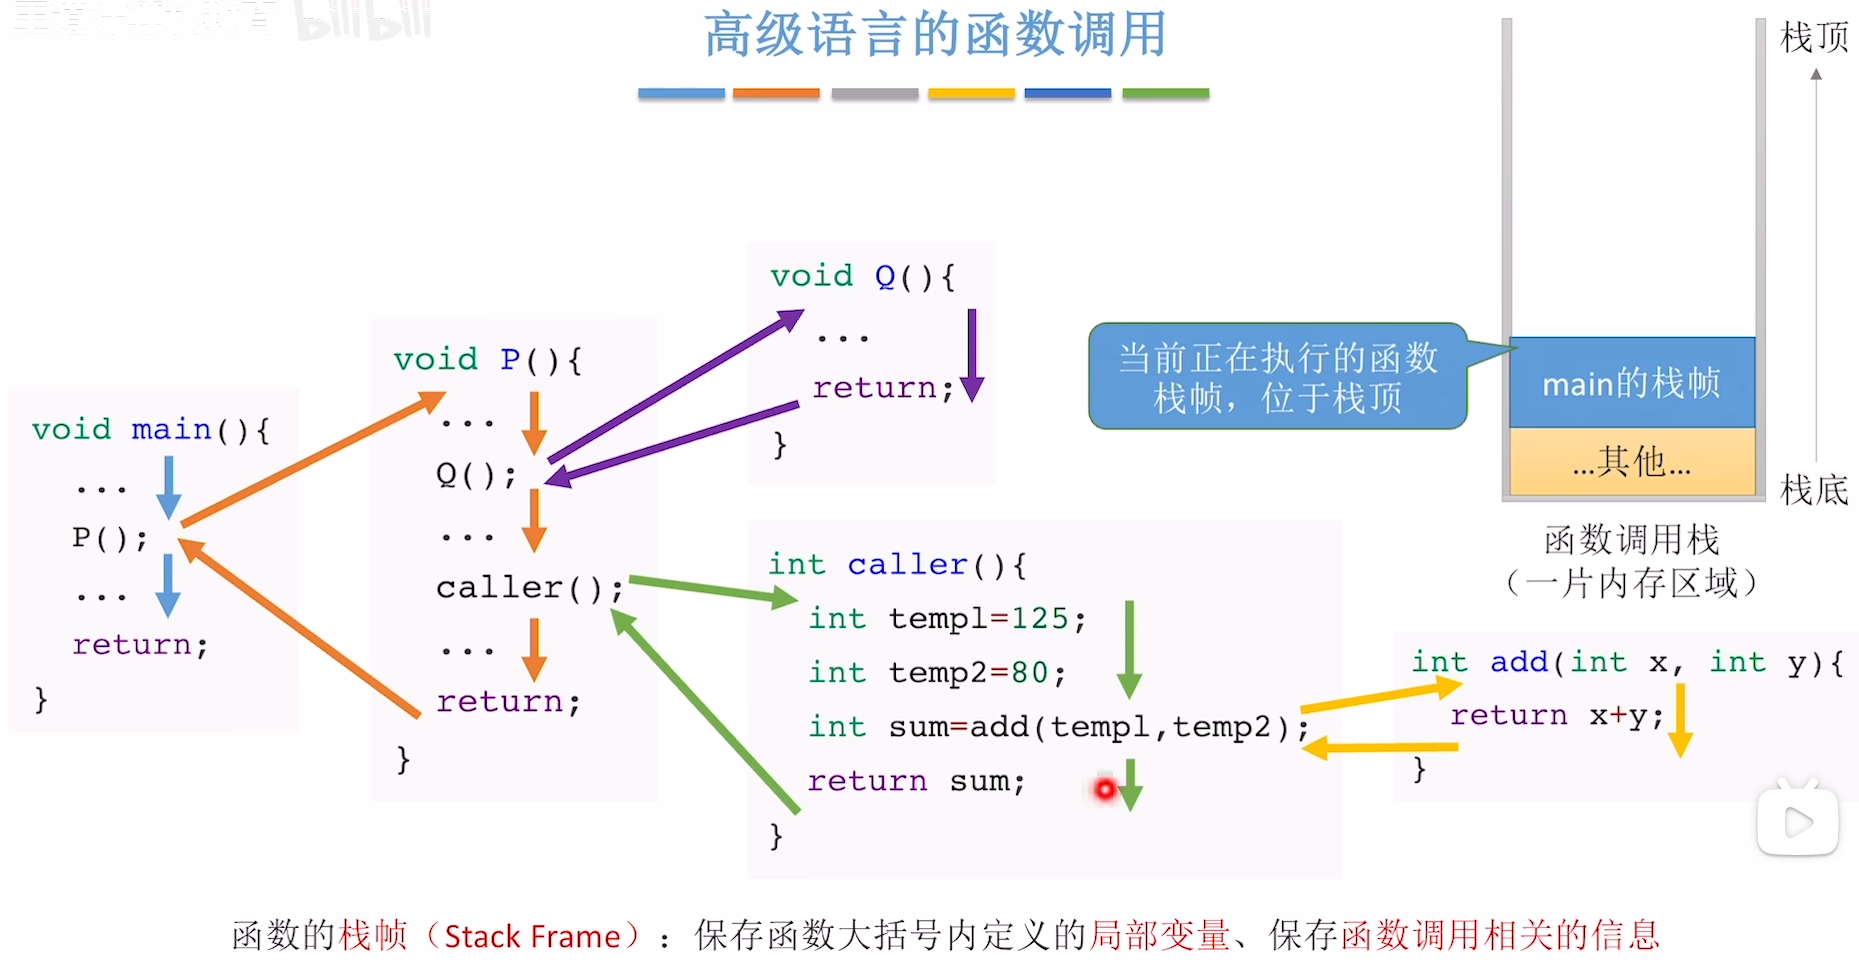 高级语言的函数调用
void main(){
...
P();
...
return;
}
void P(){
...
Q();
...
caller();
...
return;
}
void Q(){
...
return;
}
int caller(){
int temp1=125;
int temp2=80;
int sum=add(temp1,temp2);
return sum;
}
int add(int x, int y){
return x+y;
}
当前正在执行的函数
栈帧，位于栈顶
栈顶
main的栈帧
...其他...
栈底
函数调用栈
（一片内存区域）
函数的栈帧（Stack Frame）：保存函数大括号内定义的局部变量、保存函数调用相关的信息
bilibili